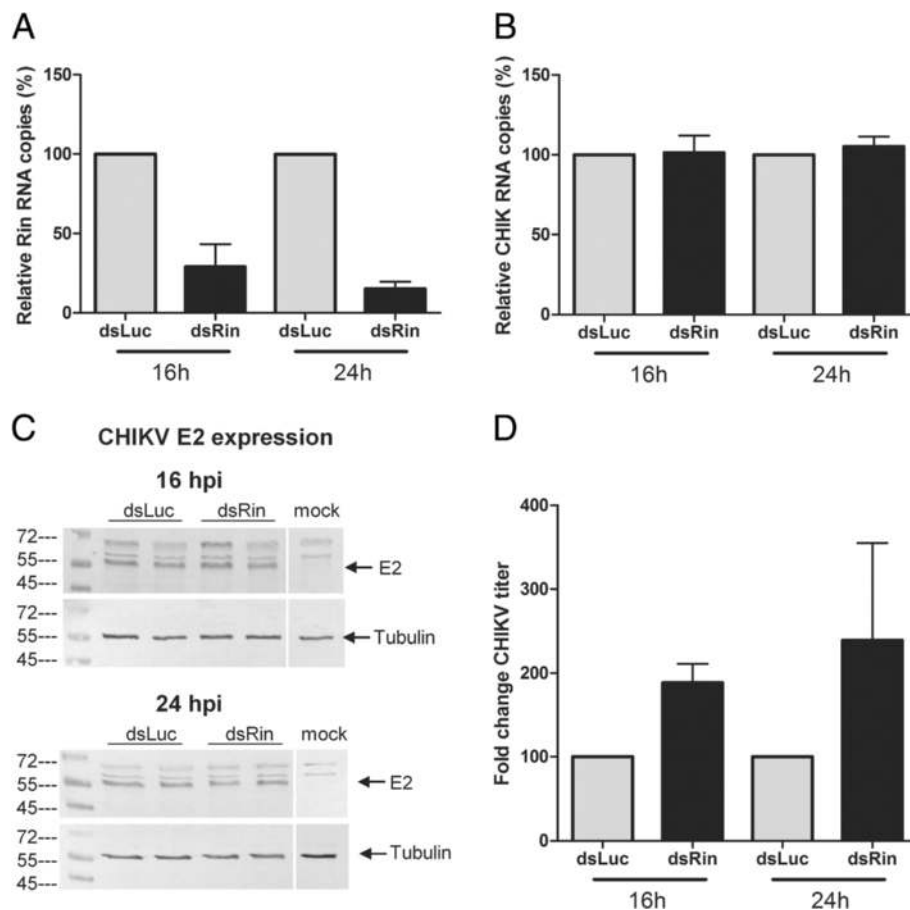 A
Relative Rin RNA copies (%)
150
100
50
0
dsLuc dsRin dsLuc dsRin
16h 24h
B
Relative CHIK RNA copies (%)
150
100
50
0
dsLuc dsRin dsLuc dsRin
16h 24h
C
CHIKV E2 expression
16 hpi
dsLuc dsRin mock
72---
55---
45---
E2
72---
55---
45---
Tubulin
24 hpi
dsLuc dsRin mock
72---
55---
45---
E2
72---
55---
45---
Tubulin
D
Fold change CHIKV titer
400
300
200
100
0
dsLuc dsRin dsLuc dsRin
16h 24h